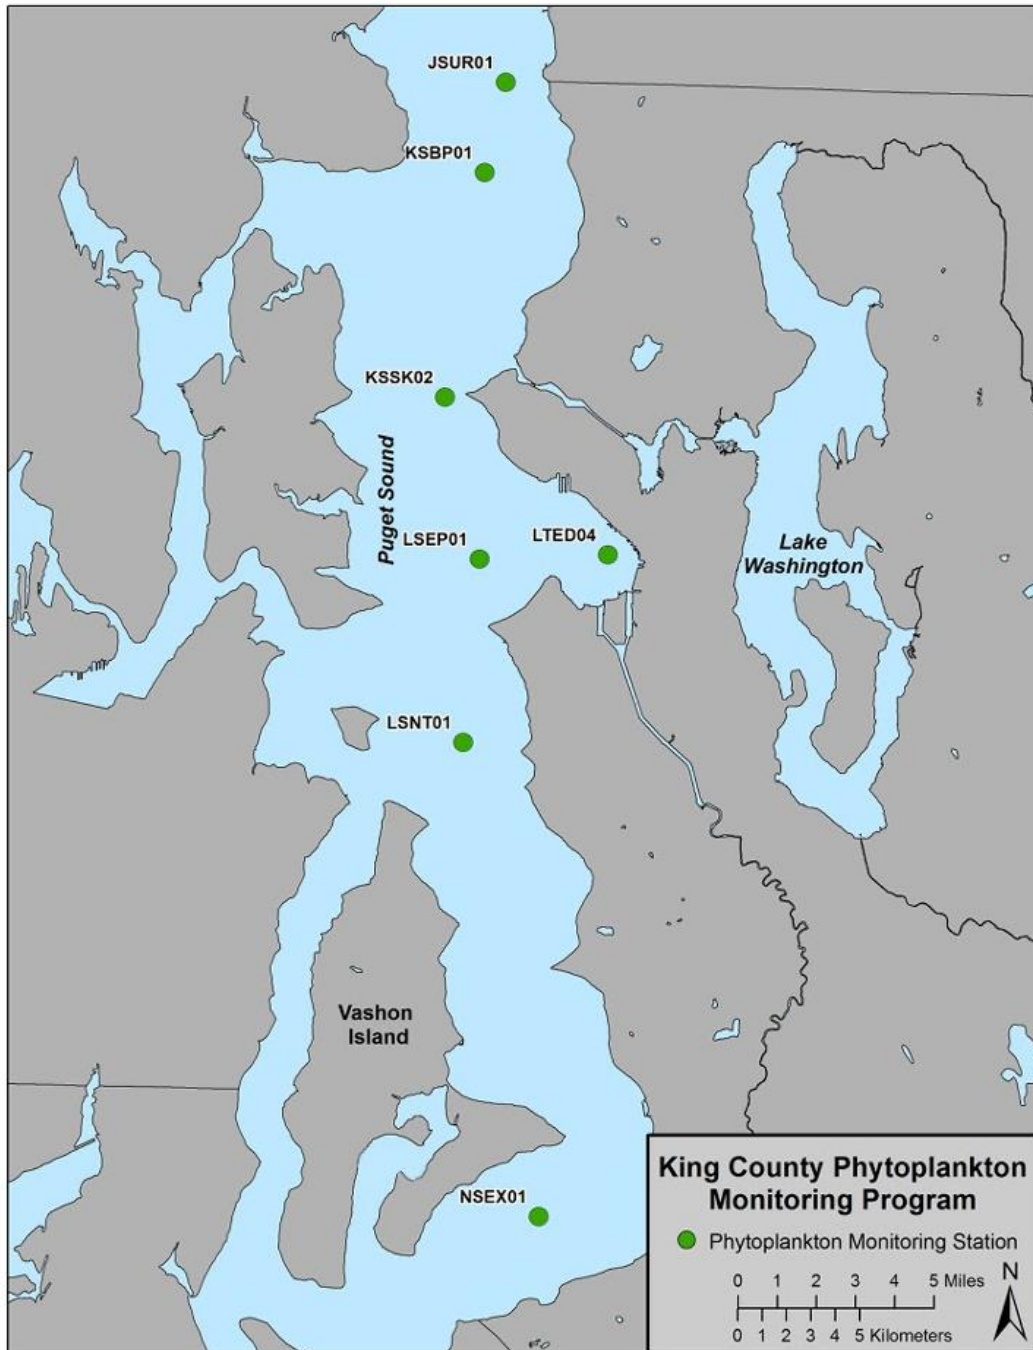 JSUR01
KSBP01
KSSK02
Puget Sound
LSEP01
LTED04
Lake
Washington
LSNT01
Vashon
Island
NSEX01
King County Phytoplankton
Monitoring Program
Phytoplankton Monitoring Station
0 1 2 3 4 5 Miles
0 1 2 3 4 5 Kilometers
N